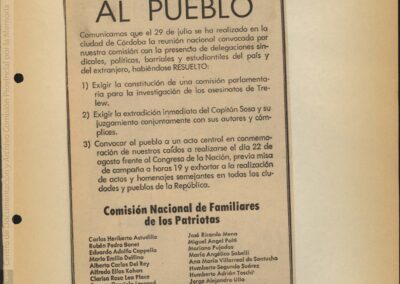 AL PUEBLO
Comunicamos que el 29 de julio se ha realizado en la
ciudad de Córdoba la reunión nacional convocada por
nuestra comisión con la presencia de delegaciones sin-
dicales, políticas, barriales y estudiantiles del país y
del extranjero, habiéndose RESUELTO:
1) Exigir la constitución de una comisión parlamenta-
ria para la investigación de los asesinatos de Tre-
lew.
2) Exigir la extradición inmediata del Capitán Sosa y su
juzgamiento conjuntamente con sus autores y cóm-
plices.
3) Convocar al pueblo a un acto central en conmemo-
ración de nuestros caídos a realizarse el día 22 de
agosto frente al Congreso de la Nación, previa misa
de campaña a horas 19 y exhortar a la realización
de actos y homenajes semejantes en todas las ciuda-
des y pueblos de la República.
Comisión Nacional de Familiares
de los Patriotas
Carlos Heriberto Astudillo
Rubén Pedro Bonet
Eduardo Adolfo Capello
Mario Emilio Delfino
Alberto Carlos Del Rey
Alfredo Elías Kohan
Clarisa Rosa Lea Place
José Ricardo Mena
Miguel Angel Polti
Mariano Pujadas
María Angélica Sabelli
Ana María Villarreal de Santucho
Humberto Segundo Suárez
Humberto Adrián Toschi
Jorge Alejandro Ulla